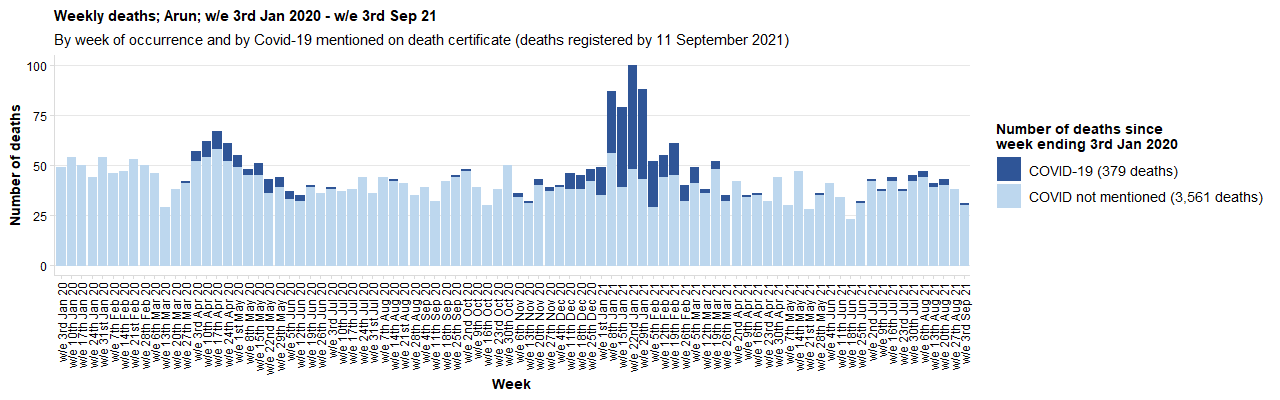 Weekly deaths; Arun; w/e 3rd Jan 2020 - w/e 3rd Sep 21
By week of occurrence and by Covid-19 mentioned on death certificate (deaths registered by 11 September 2021)
Number of deaths
100
75
50
25
0
w/e 3rd Jan 20
w/e 10th Jan 20
w/e 17th Jan 20
w/e 24th Jan 20
w/e 31st Jan 20
w/e 7th Feb 20
w/e 14th Feb 20
w/e 21st Feb 20
w/e 28th Feb 20
w/e 6th Mar 20
w/e 13th Mar 20
w/e 20th Mar 20
w/e 27th Mar 20
w/e 3rd Apr 20
w/e 10th Apr 20
w/e 17th Apr 20
w/e 24th Apr 20
w/e 1st May 20
w/e 8th May 20
w/e 15th May 20
w/e 22nd May 20
w/e 29th May 20
w/e 5th Jun 20
w/e 12th Jun 20
w/e 19th Jun 20
w/e 26th Jun 20
w/e 3rd Jul 20
w/e 10th Jul 20
w/e 17th Jul 20
w/e 24th Jul 20
w/e 31st Jul 20
w/e 7th Aug 20
w/e 14th Aug 20
w/e 21st Aug 20
w/e 28th Aug 20
w/e 4th Sep 20
w/e 11th Sep 20
w/e 18th Sep 20
w/e 25th Sep 20
w/e 2nd Oct 20
w/e 9th Oct 20
w/e 16th Oct 20
w/e 23rd Oct 20
w/e 30th Oct 20
w/e 6th Nov 20
w/e 13th Nov 20
w/e 20th Nov 20
w/e 27th Nov 20
w/e 4th Dec 20
w/e 11th Dec 20
w/e 18th Dec 20
w/e 25th Dec 20
w/e 1st Jan 21
w/e 8th Jan 21
w/e 15th Jan 21
w/e 22nd Jan 21
w/e 29th Jan 21
w/e 5th Feb 21
w/e 12th Feb 21
w/e 19th Feb 21
w/e 26th Feb 21
w/e 5th Mar 21
w/e 12th Mar 21
w/e 19th Mar 21
w/e 26th Mar 21
w/e 2nd Apr 21
w/e 9th Apr 21
w/e 16th Apr 21
w/e 23rd Apr 21
w/e 30th Apr 21
w/e 7th May 21
w/e 14th May 21
w/e 21st May 21
w/e 28th May 21
w/e 4th Jun 21
w/e 11th Jun 21
w/e 18th Jun 21
w/e 25th Jun 21
w/e 2nd Jul 21
w/e 9th Jul 21
w/e 16th Jul 21
w/e 23rd Jul 21
w/e 30th Jul 21
w/e 6th Aug 21
w/e 13th Aug 21
w/e 20th Aug 21
w/e 27th Aug 21
w/e 3rd Sep 21
Week
Number of deaths since
week ending 3rd Jan 2020
COVID-19 (379 deaths)
COVID not mentioned (3,561 deaths)